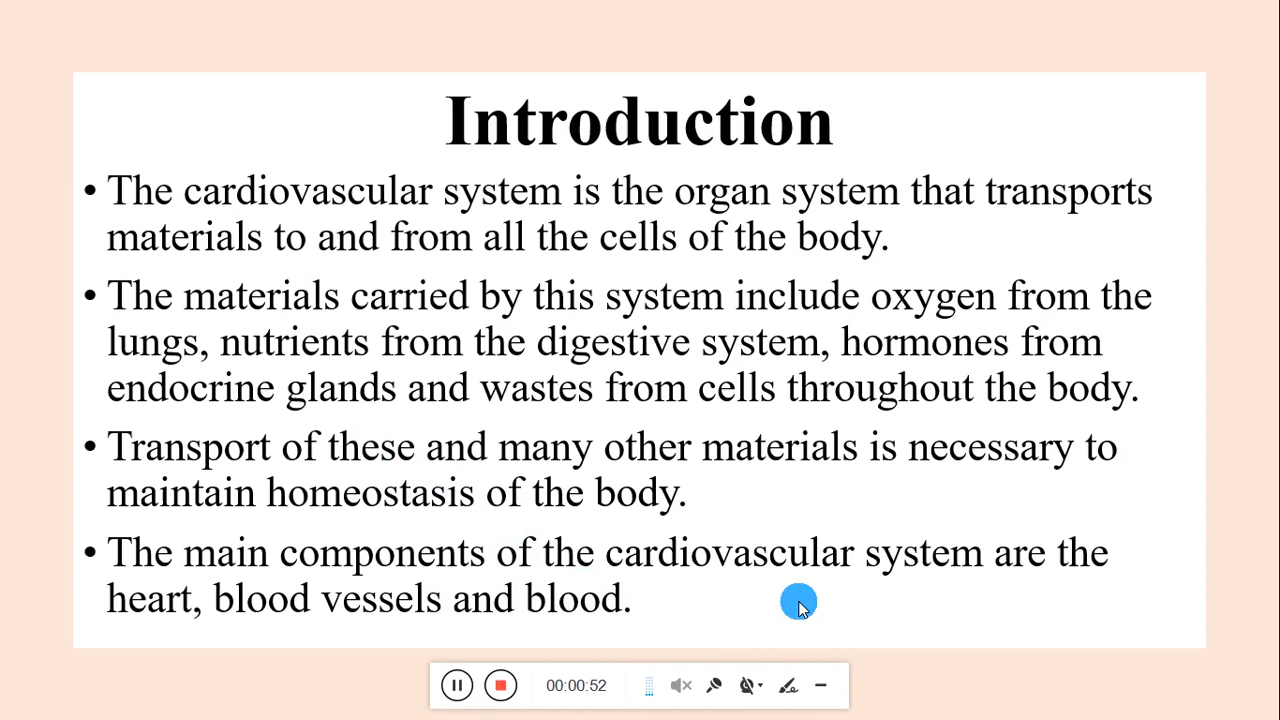 Introduction
• The cardiovascular system is the organ system that transports
materials to and from all the cells of the body.
• The materials carried by this system include oxygen from the
lungs, nutrients from the digestive system, hormones from
endocrine glands and wastes from cells throughout the body.
• Transport of these and many other materials is necessary to
maintain homeostasis of the body.
• The main components of the cardiovascular system are the
heart, blood vessels and blood.
00:00:52